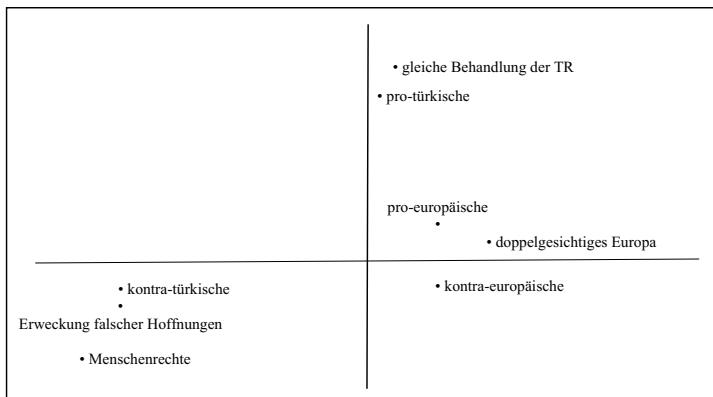 • gleiche Behandlung der TR
• pro-türkische
pro-europäische
•
• doppelgesichtiges Europa
• kontra-türkische
• kontra-europäische
•
Erweckung falscher Hoffnungen
• Menschenrechte